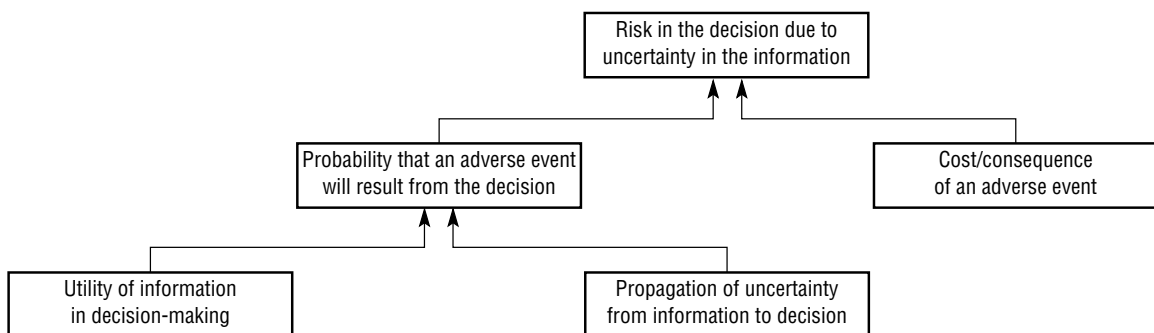 Risk in the decision due to
uncertainty in the information
Probability that an adverse event
will result from the decision
Cost/consequence
of an adverse event
Utility of information
in decision-making
Propagation of uncertainty
from information to decision